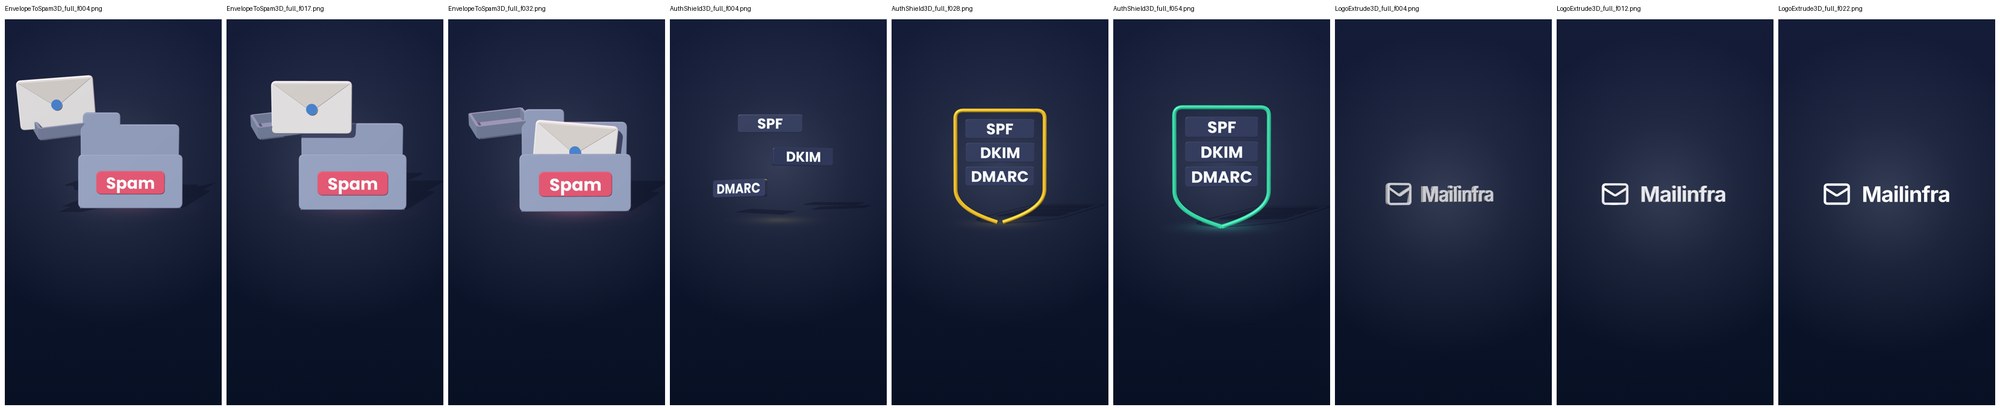 EnvelopeToSpam3D_full_f004.png
EnvelopeToSpam3D_full_f017.png
EnvelopeToSpam3D_full_f032.png
AuthShield3D_full_f004.png
AuthShield3D_full_f028.png
AuthShield3D_full_f054.png
LogoExtrude3D_full_f004.png
LogoExtrude3D_full_f012.png
LogoExtrude3D_full_f022.png
Spam
Spam
Spam
SPF
DKIM
DMARC
SPF
DKIM
DMARC
SPF
DKIM
DMARC
Mailinfra
Mailinfra
Mailinfra